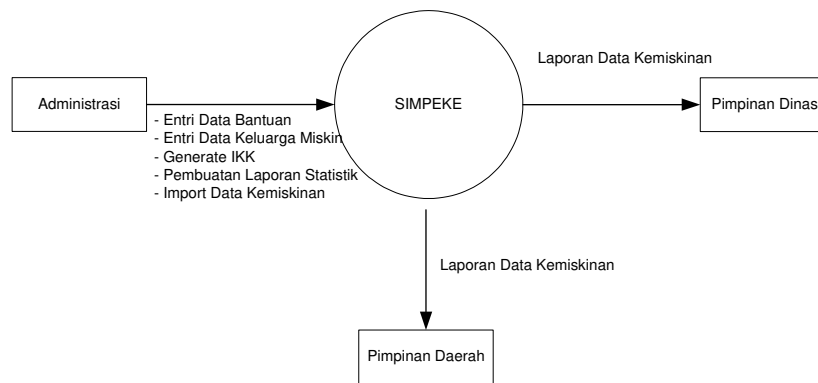 Laporan Data Kemiskinan
Administrasi
SIMPEKE
Pimpinan Dinas
- Entri Data Bantuan
- Entri Data Keluarga Miskin
- Generate IKK
- Pembuatan Laporan Statistik
- Import Data Kemiskinan
Laporan Data Kemiskinan
Pimpinan Daerah